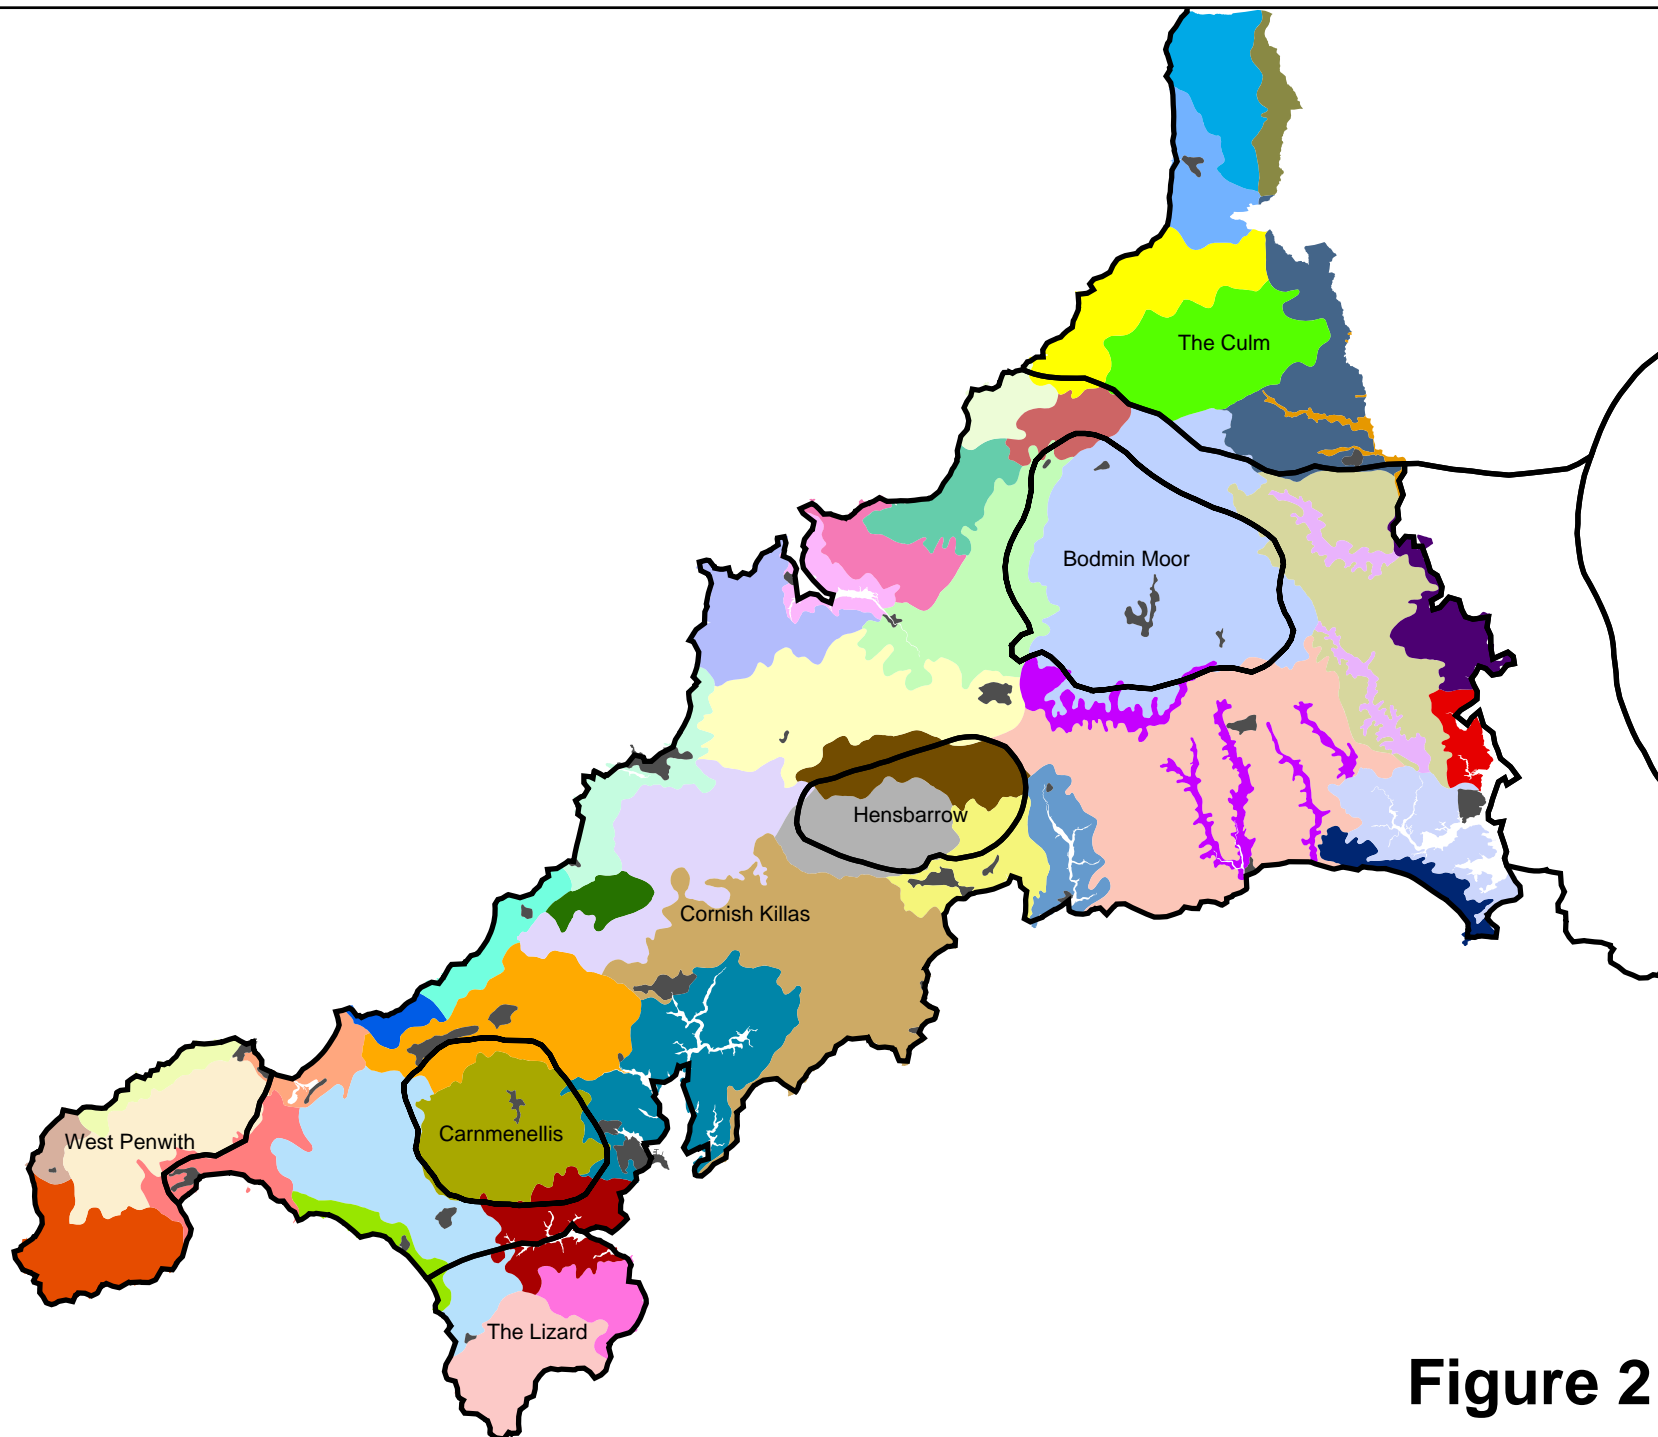 The Culm
Bodmin Moor
Hensbarrow
Cornish Killas
Carnmenellis
West Penwith
The Lizard
Figure 2